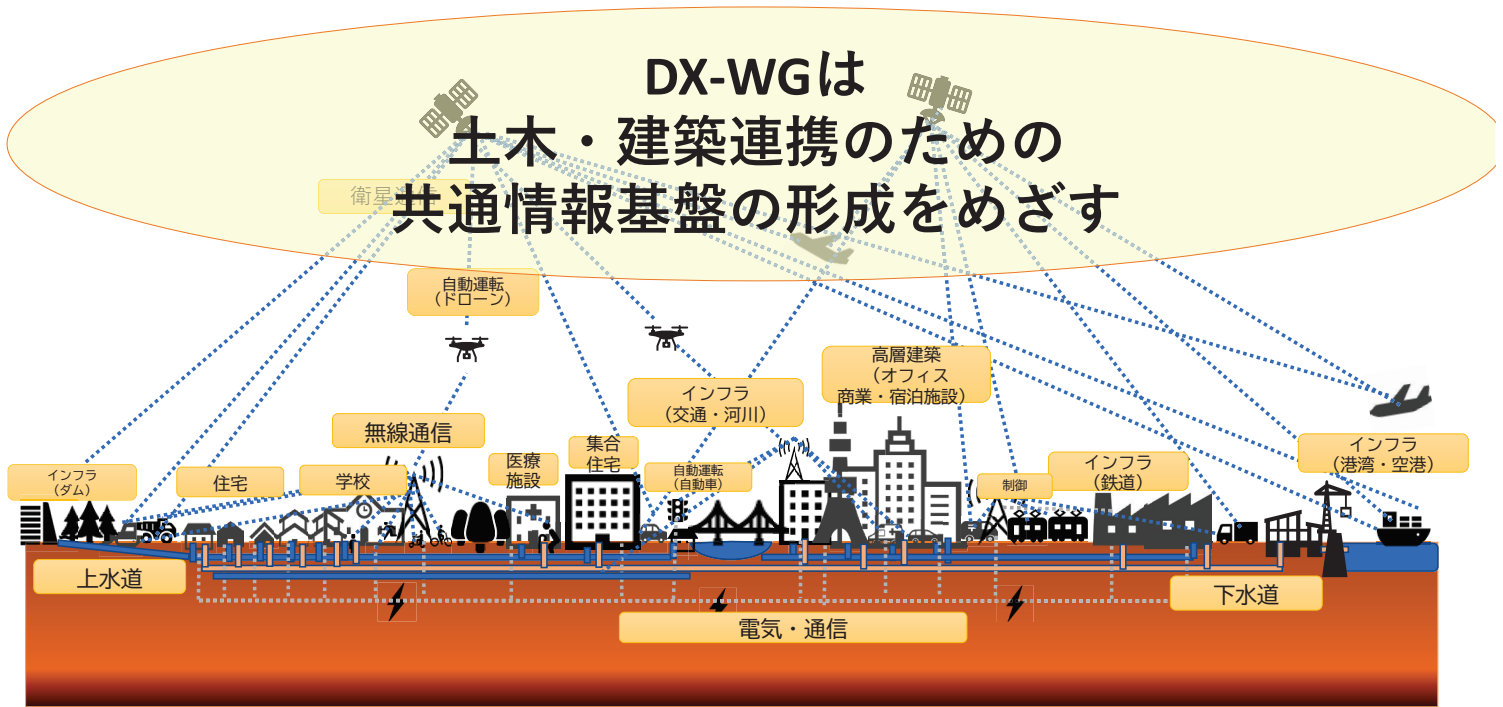 DX-WGは
土木・建築連携のための
衛星通信
共通情報基盤の形成をめざす
自動運転
（ドローン）
高層建築
（オフィス
商業・宿泊施設）
インフラ
（交通・河川）
無線通信
集合
住宅
医療
施設
自動運転
（自動車）
インフラ
（ダム）
住宅
学校
制御
インフラ
（鉄道）
インフラ
（港湾・空港）
上水道
下水道
電気・通信